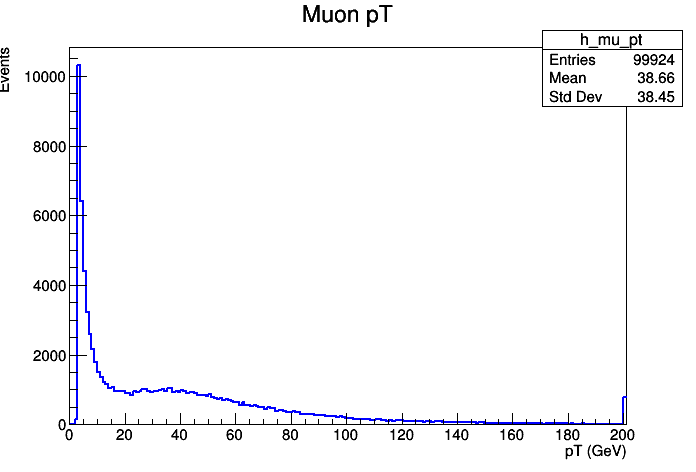 Muon pT
h_mu_pt
Entries 99924
Mean 38.66
Std Dev 38.45
Events
10000
8000
6000
4000
2000
0
0 20 40 60 80 100 120 140 160 180 200
pT (GeV)